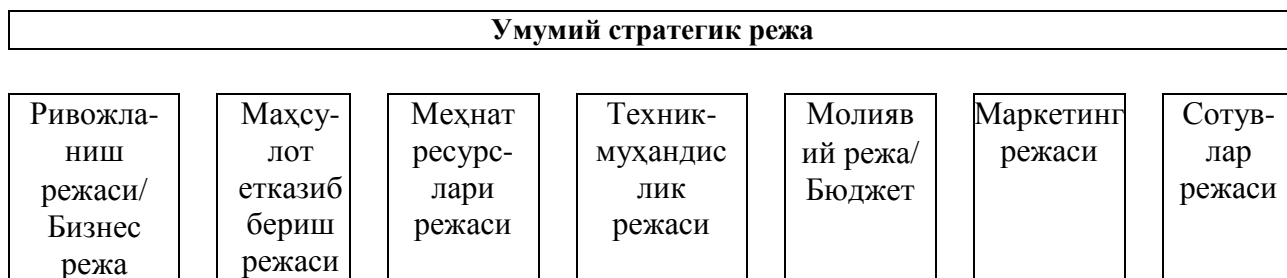 Умумий стратегик режа
Ривожла-
ниш
режаси/
Бизнес
режа
Маҳсу-
лот
етказиб
бериш
режаси
Меҳнат
ресурс-
лари
режаси
Техник-
муҳандис
лик
режаси
Молияв
ий режа/
Бюджет
Маркетинг
режаси
Сотув-
лар
режаси